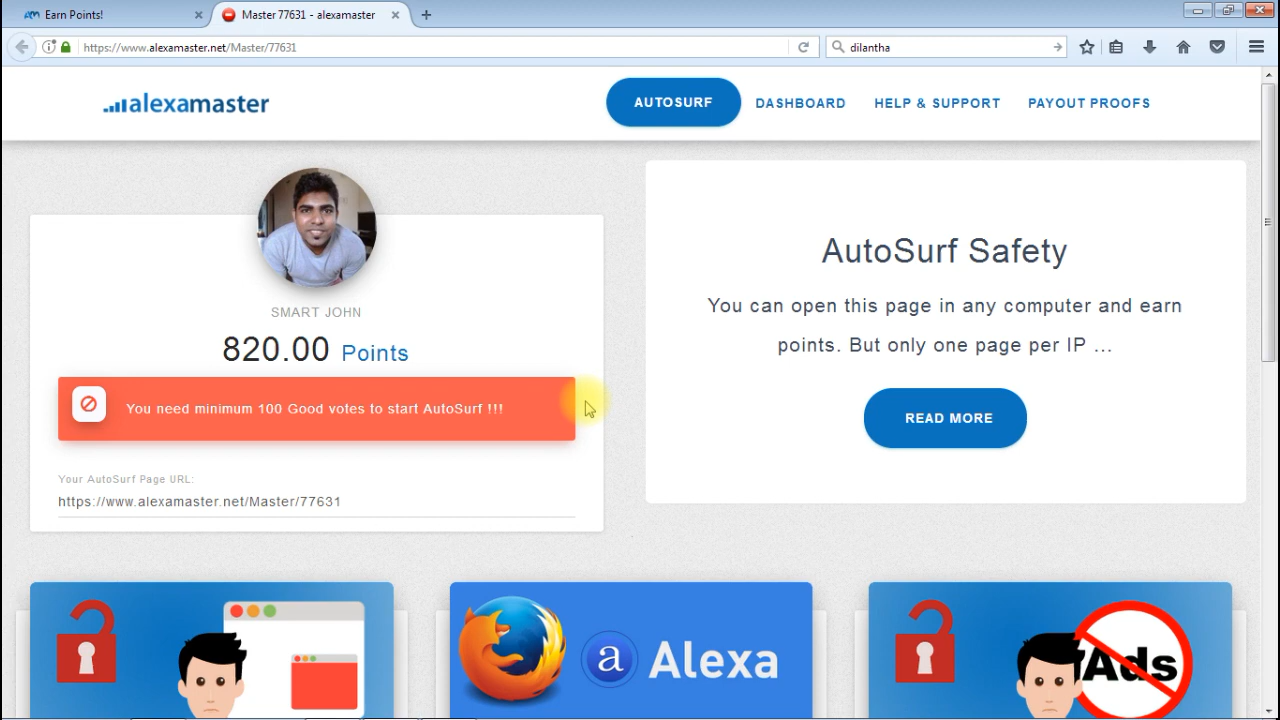 Earn Points!
Master 77631 - alexamaster
https://www.alexamaster.net/Master/77631
dilantha
alexamaster
AUTOSURF
DASHBOARD
HELP & SUPPORT
PAYOUT PROOFS
SMART JOHN
820.00 Points
You need minimum 100 Good votes to start AutoSurf !!!
Your AutoSurf Page URL:
https://www.alexamaster.net/Master/77631
AutoSurf Safety
You can open this page in any computer and earn
points. But only one page per IP ...
READ MORE
a Alexa
Ads